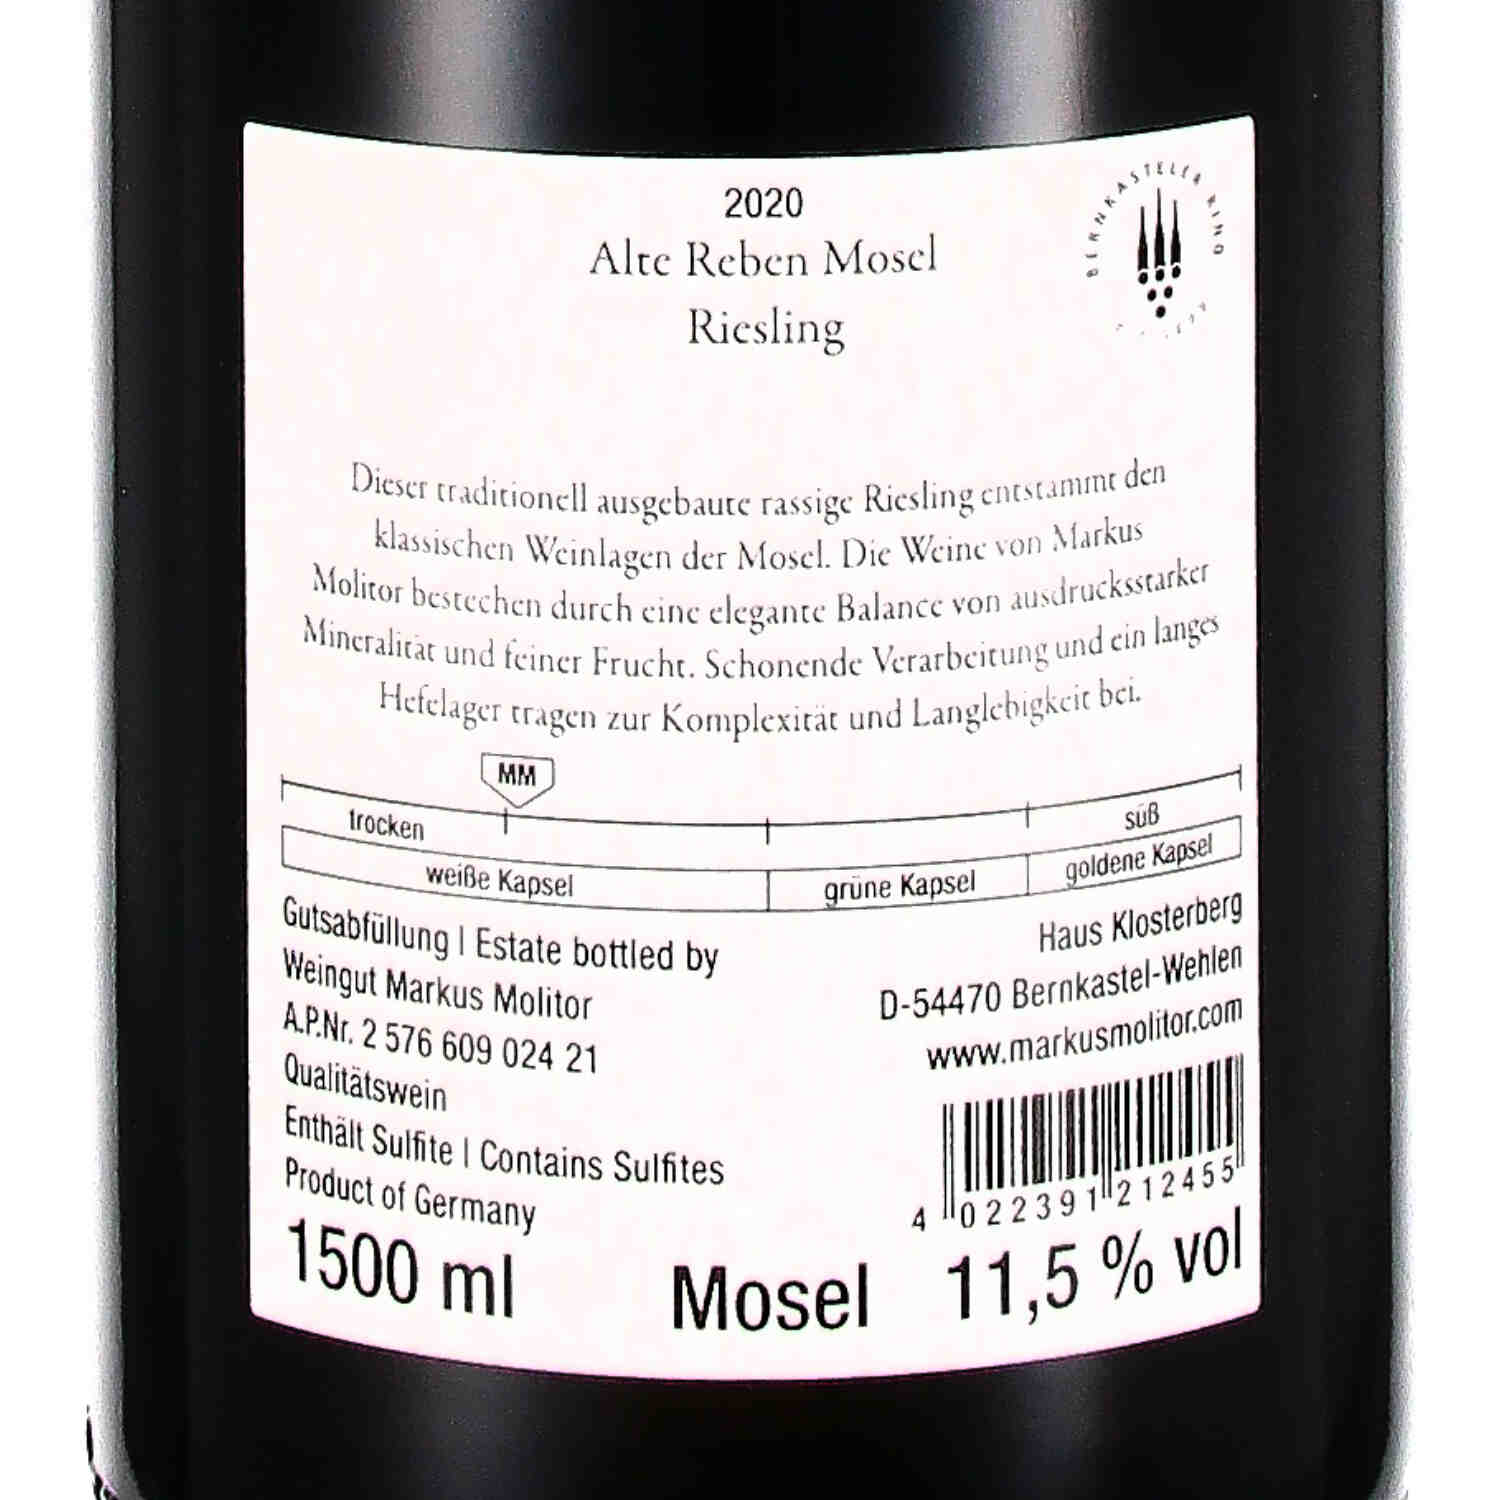 2020
Alte Reben Mosel
Riesling
BERNKASTELER RING
Dieser traditionell ausgebaute rassige Riesling entstammt den
klassischen Weinlagen der Mosel. Die Weine von Markus
Molitor bestechen durch eine elegante Balance von ausdrucksstarker
Mineralität und feiner Frucht. Schonende Verarbeitung und ein langes
Hefelager tragen zur Komplexität und Langlebigkeit bei.
MM
trocken süß
weiße Kapsel grüne Kapsel goldene Kapsel
Gutsabfüllung | Estate bottled by
Weingut Markus Molitor
A.P.Nr. 2 576 609 024 21
Qualitätswein
Enthält Sulfite | Contains Sulfites
Product of Germany
Haus Klosterberg
D-54470 Bernkastel-Wehlen
www.markusmolitor.com
4 022391 212455
1500 ml Mosel 11,5 % vol